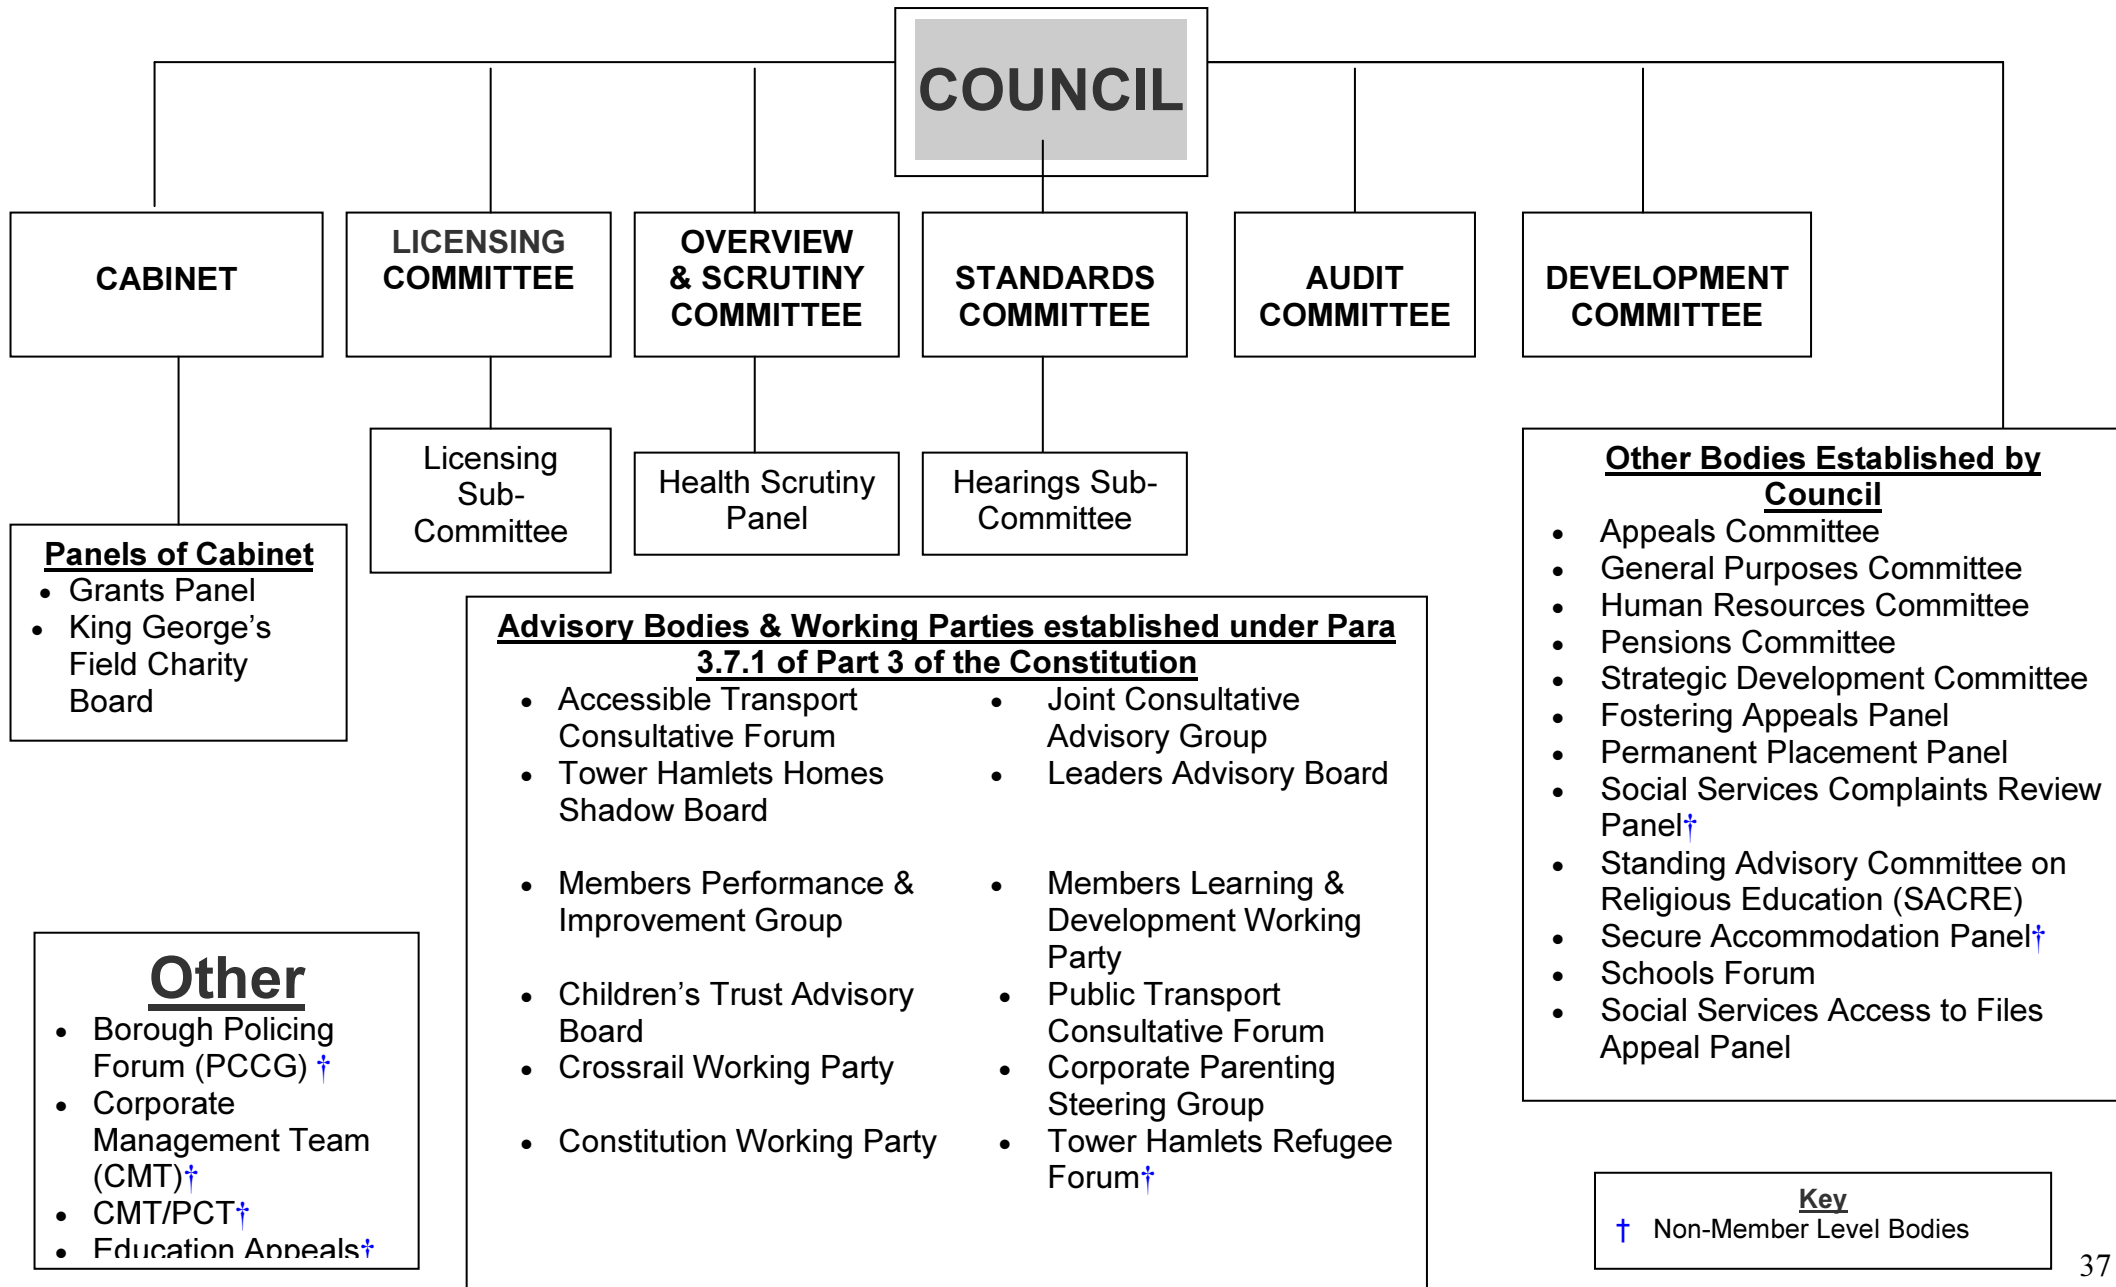 COUNCIL
CABINET
LICENSING
COMMITTEE
OVERVIEW
& SCRUTINY
COMMITTEE
STANDARDS
COMMITTEE
AUDIT
COMMITTEE
DEVELOPMENT
COMMITTEE
Licensing
Sub-
Committee
Health Scrutiny
Panel
Hearings Sub-
Committee
Panels of Cabinet
• Grants Panel
• King George’s
Field Charity
Board
Other Bodies Established by
Council
• Appeals Committee
• General Purposes Committee
• Human Resources Committee
• Pensions Committee
• Strategic Development Committee
• Fostering Appeals Panel
• Permanent Placement Panel
• Social Services Complaints Review
Panel†
• Standing Advisory Committee on
Religious Education (SACRE)
• Secure Accommodation Panel†
• Schools Forum
• Social Services Access to Files
Appeal Panel
Advisory Bodies & Working Parties established under Para
3.7.1 of Part 3 of the Constitution
• Accessible Transport
Consultative Forum
• Tower Hamlets Homes
Shadow Board
• Members Performance &
Improvement Group
• Children’s Trust Advisory
Board
• Crossrail Working Party
• Constitution Working Party
• Joint Consultative
Advisory Group
• Leaders Advisory Board
• Members Learning &
Development Working
Party
• Public Transport
Consultative Forum
• Corporate Parenting
Steering Group
• Tower Hamlets Refugee
Forum†
Other
• Borough Policing
Forum (PCCG) †
• Corporate
Management Team
(CMT)†
• CMT/PCT†
• Education Appeals†
Key
† Non-Member Level Bodies
37